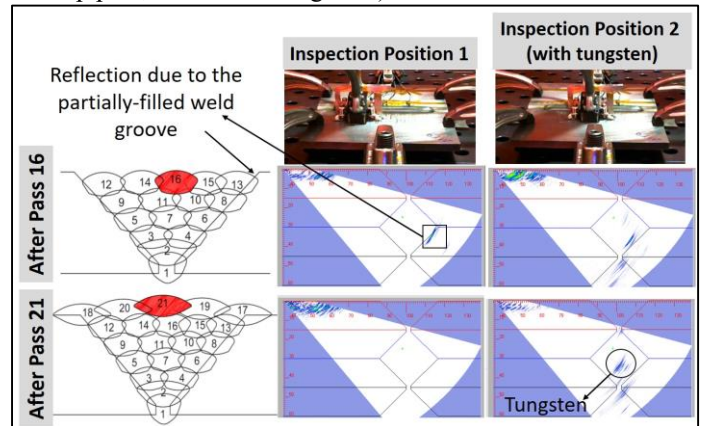 Inspection Position 1
Inspection Position 2
(with tungsten)
Reflection due to the
partially-filled weld
groove
After Pass 16
12 14 16 15 13
9 11 10 8
5 7 6
3 4
2
1
After Pass 21
18 20 21 19 17
12 14 16 15 13
9 11 10 8
5 7 6
3 4
2
1
Tungsten